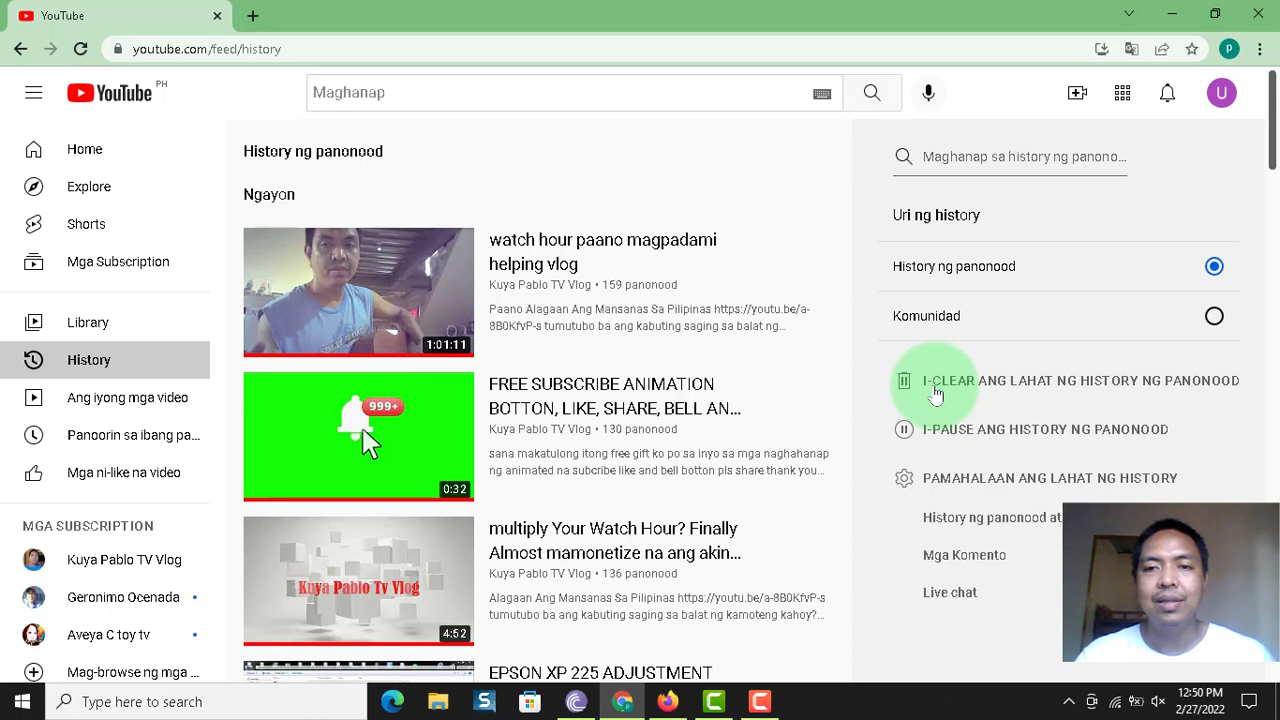 YouTube
youtube.com/feed/history
P
YouTube PH
Maghanap
U
Home
Explore
Shorts
Mga Subscription
Library
History
Ang iyong mga video
Panoorin sa ibang pa...
Mga ni-like na video
MGA SUBSCRIPTION
Kuya Pablo TV Vlog
Geronimo Ocenada
Aveya C toy tv
Mag-browse ng mga ...
History ng panonood
Ngayon
1:01:11
watch hour paano magpadami
helping vlog
Kuya Pablo TV Vlog • 159 panonood
Paano Alagaan Ang Mansanas Sa Pilipinas https://youtu.be/a-
8B0KfvP-s tumutubo ba ang kabuting saging sa balat ng...
999+
0:32
FREE SUBSCRIBE ANIMATION
BOTTON, LIKE, SHARE, BELL AN...
Kuya Pablo TV Vlog • 130 panonood
sana makatulong itong free gift ko po sa inyo sa mga naghahanap
ng animated na subcribe like and bell botton pls share thank you...
Kuya Pablo Tv Vlog
4:52
multiply Your Watch Hour? Finally
Almost mamonetize na ang akin...
Kuya Pablo TV Vlog • 136 panonood
Alagaan Ang Mansanas Sa Pilipinas https://youtu.be/a-8B0KfvP-s
tumutubo ba ang kabuting saging sa balat ng kamoteng kahoy?...
EPSON XP 225 ADJUSTMENT
Maghanap sa history ng panono...
Uri ng history
History ng panonood
Komunidad
I-CLEAR ANG LAHAT NG HISTORY NG PANONOOD
I-PAUSE ANG HISTORY NG PANONOOD
PAMAHALAAN ANG LAHAT NG HISTORY
History ng panonood at
Mga Komento
Live chat
Type here to search
12:50 PM
2/27/2022